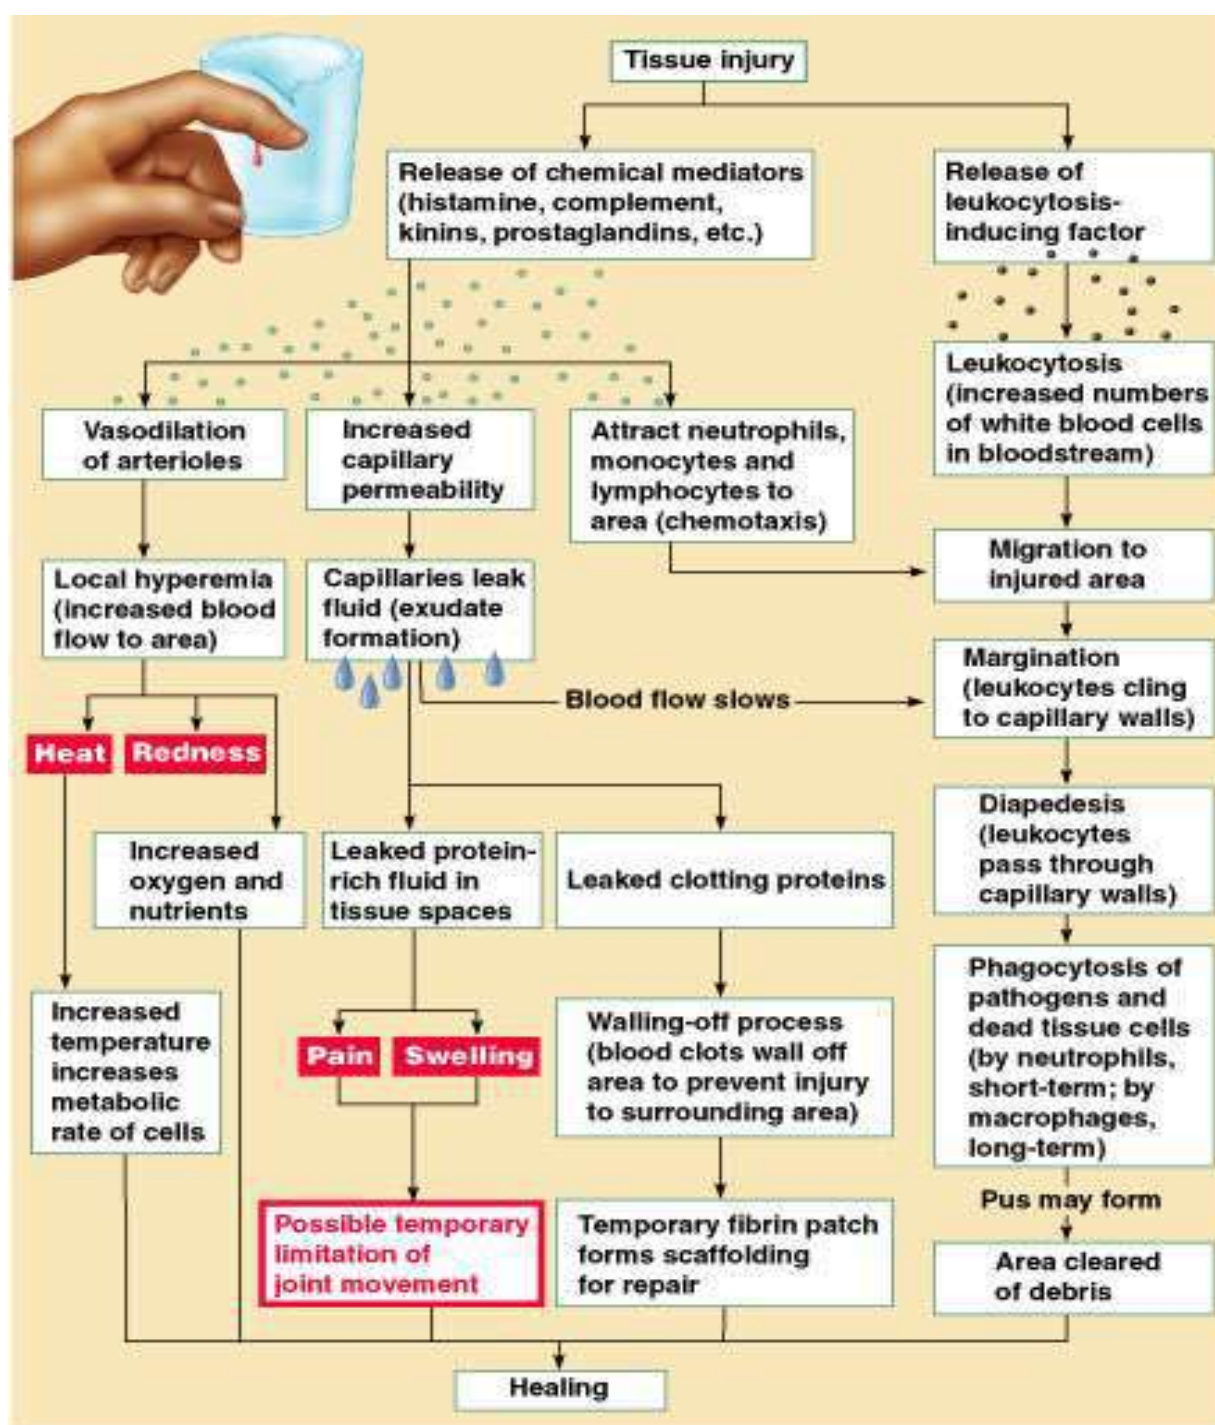 Tissue injury
Release of chemical mediators
(histamine, complement,
kinins, prostaglandins, etc.)
Release of
leukocytosis-
inducing factor
Leukocytosis
(increased numbers
of white blood cells
in bloodstream)
Vasodilation
of arterioles
Increased
capillary
permeability
Attract neutrophils,
monocytes and
lymphocytes to
area (chemotaxis)
Migration to
injured area
Local hyperemia
(increased blood
flow to area)
Capillaries leak
fluid (exudate
formation)
Blood flow slows
Margination
(leukocytes cling
to capillary walls)
Heat
Redness
Diapedesis
(leukocytes
pass through
capillary walls)
Increased
oxygen and
nutrients
Leaked protein-
rich fluid in
tissue spaces
Leaked clotting proteins
Phagocytosis of
pathogens and
dead tissue cells
(by neutrophils,
short-term; by
macrophages,
long-term)
Increased
temperature
increases
metabolic
rate of cells
Pain
Swelling
Walling-off process
(blood clots wall off
area to prevent injury
to surrounding area)
Pus may form
Possible temporary
limitation of
joint movement
Temporary fibrin patch
forms scaffolding
for repair
Area cleared
of debris
Healing